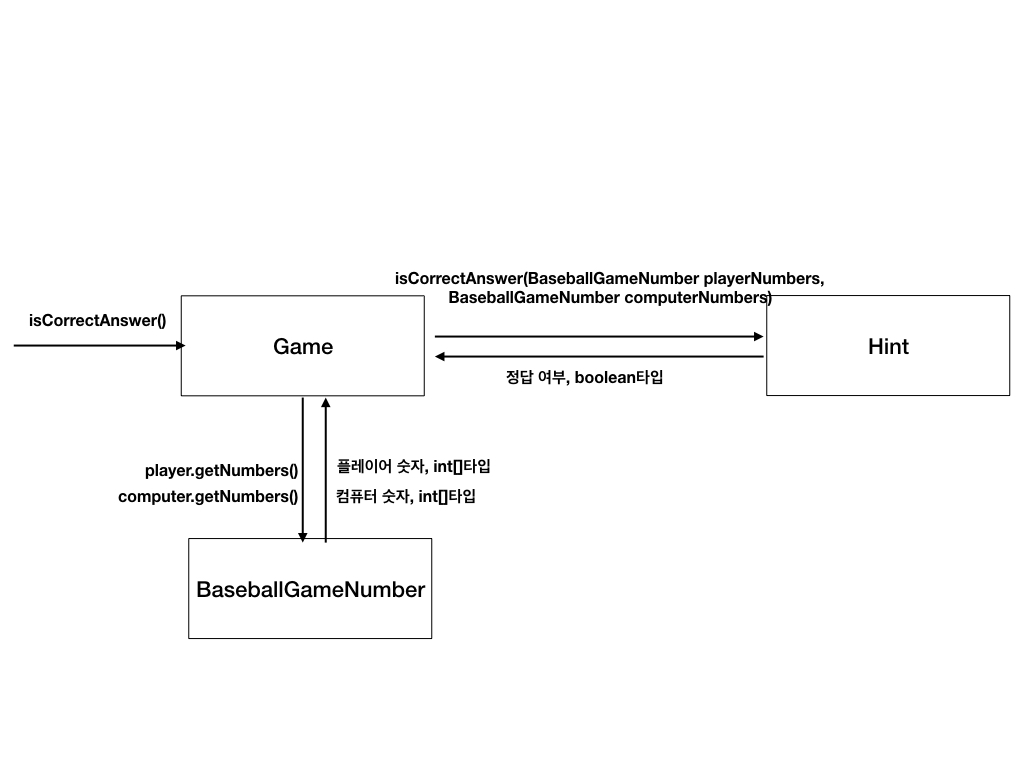 isCorrectAnswer(BaseballGameNumber playerNumbers,
BaseballGameNumber computerNumbers)
isCorrectAnswer()
Game
Hint
정답 여부, boolean타입
player.getNumbers()
플레이어 숫자, int[]타입
computer.getNumbers()
컴퓨터 숫자, int[]타입
BaseballGameNumber